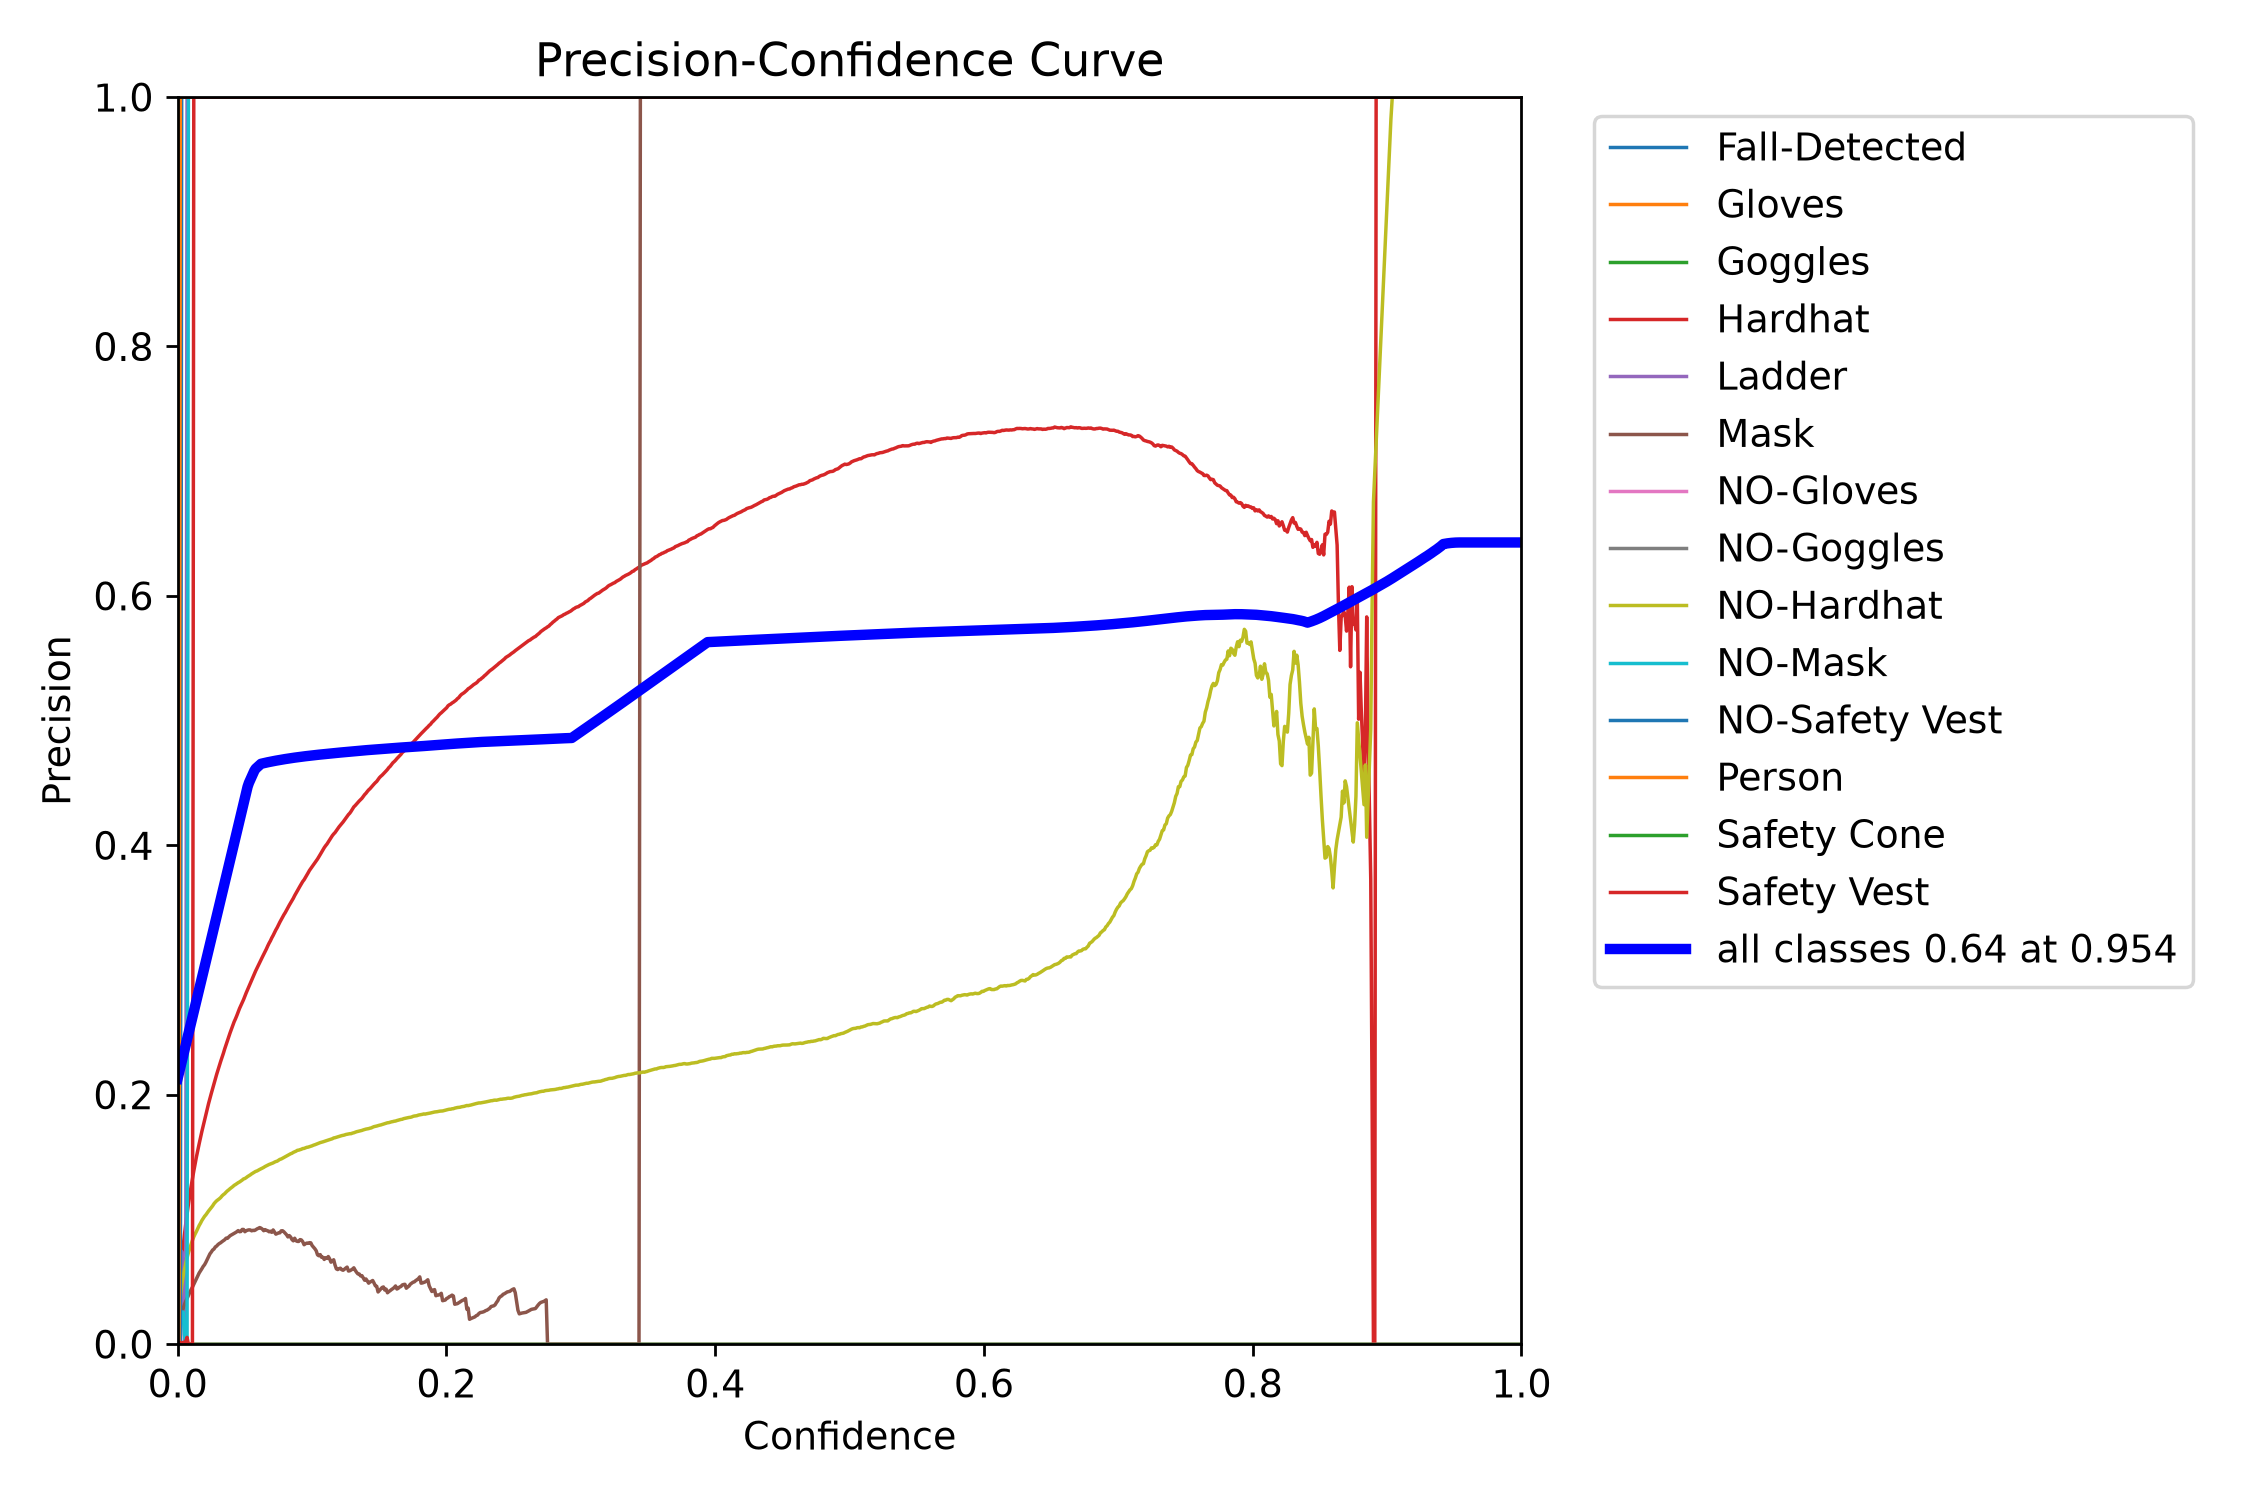 Precision-Confidence Curve
1.0
0.8
0.6
0.4
0.2
0.0
Precision
0.0 0.2 0.4 0.6 0.8 1.0
Confidence
Fall-Detected
Gloves
Goggles
Hardhat
Ladder
Mask
NO-Gloves
NO-Goggles
NO-Hardhat
NO-Mask
NO-Safety Vest
Person
Safety Cone
Safety Vest
all classes 0.64 at 0.954